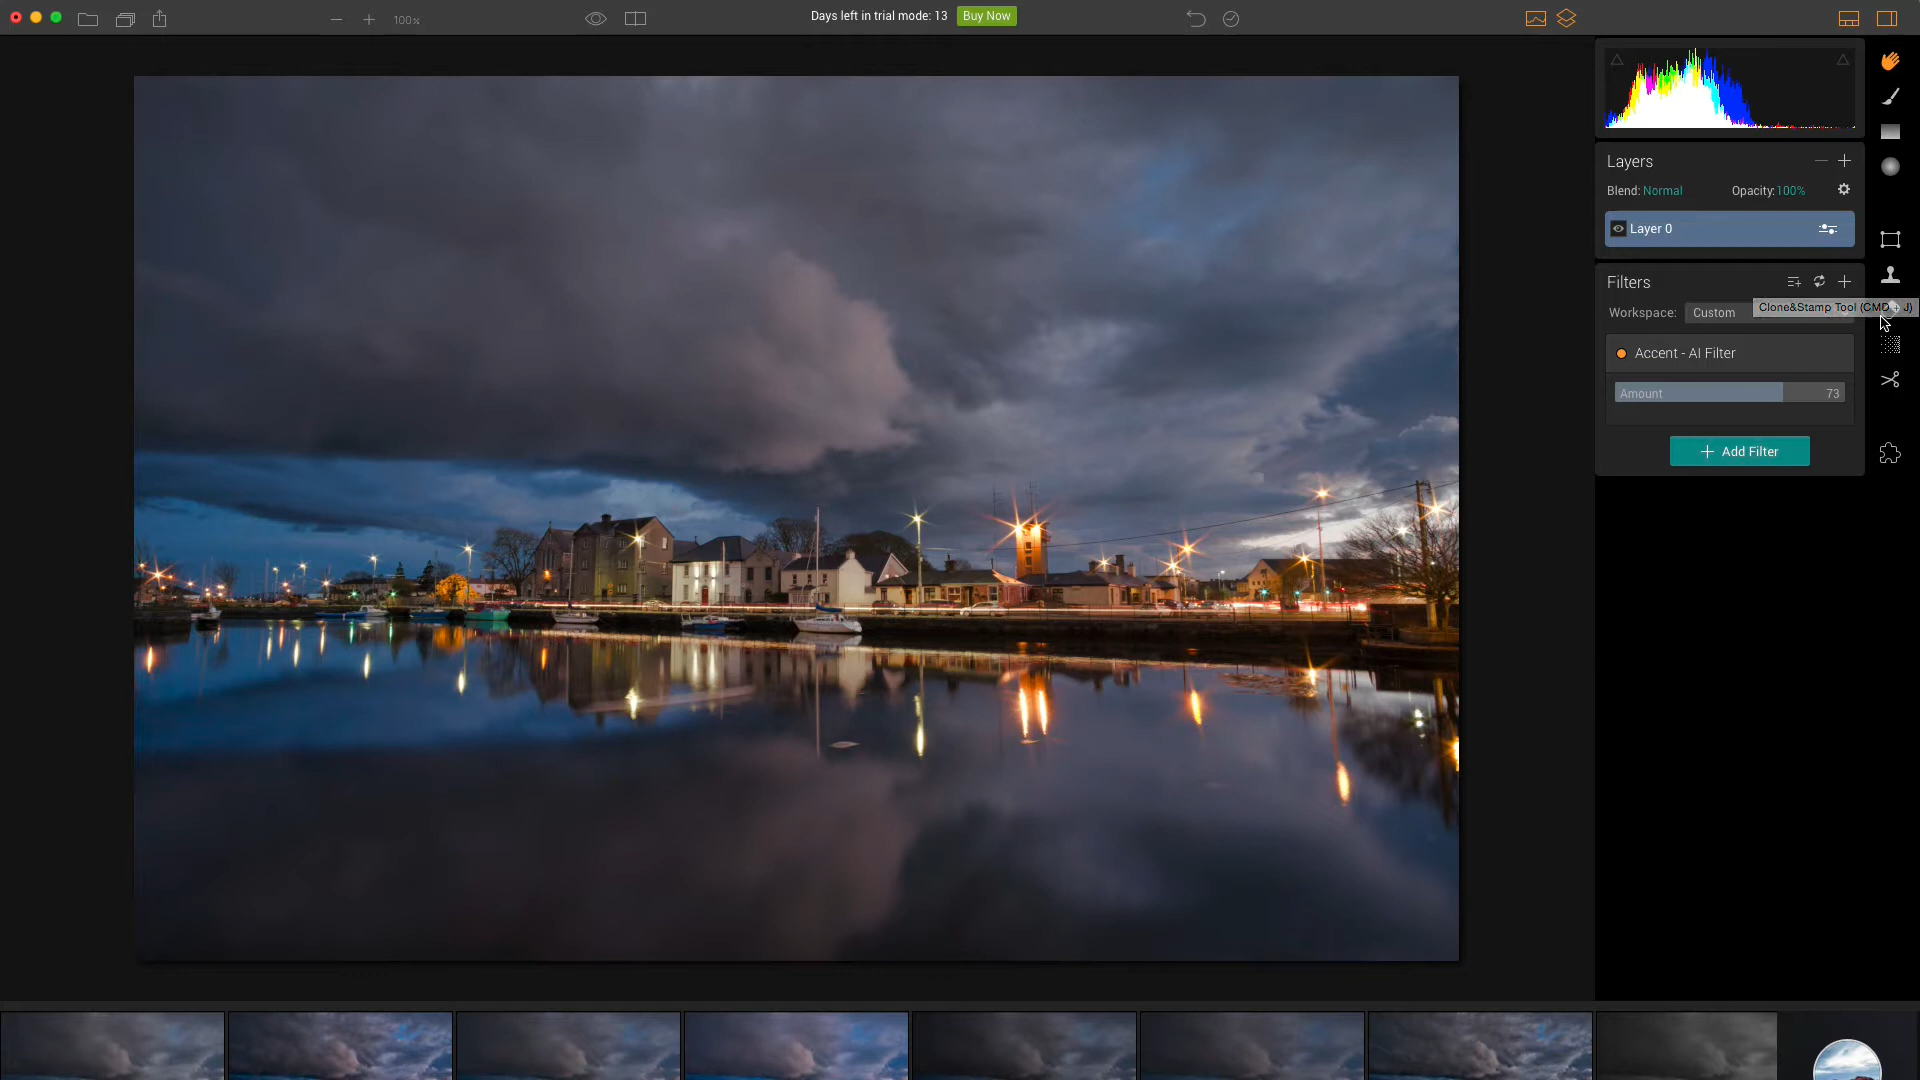 100%
Days left in trial mode: 13
Buy Now
Layers
Blend: Normal
Opacity: 100%
Layer 0
Filters
Workspace: Custom
Clone&Stamp Tool (CMD + J)
Accent - AI Filter
Amount 73
Add Filter